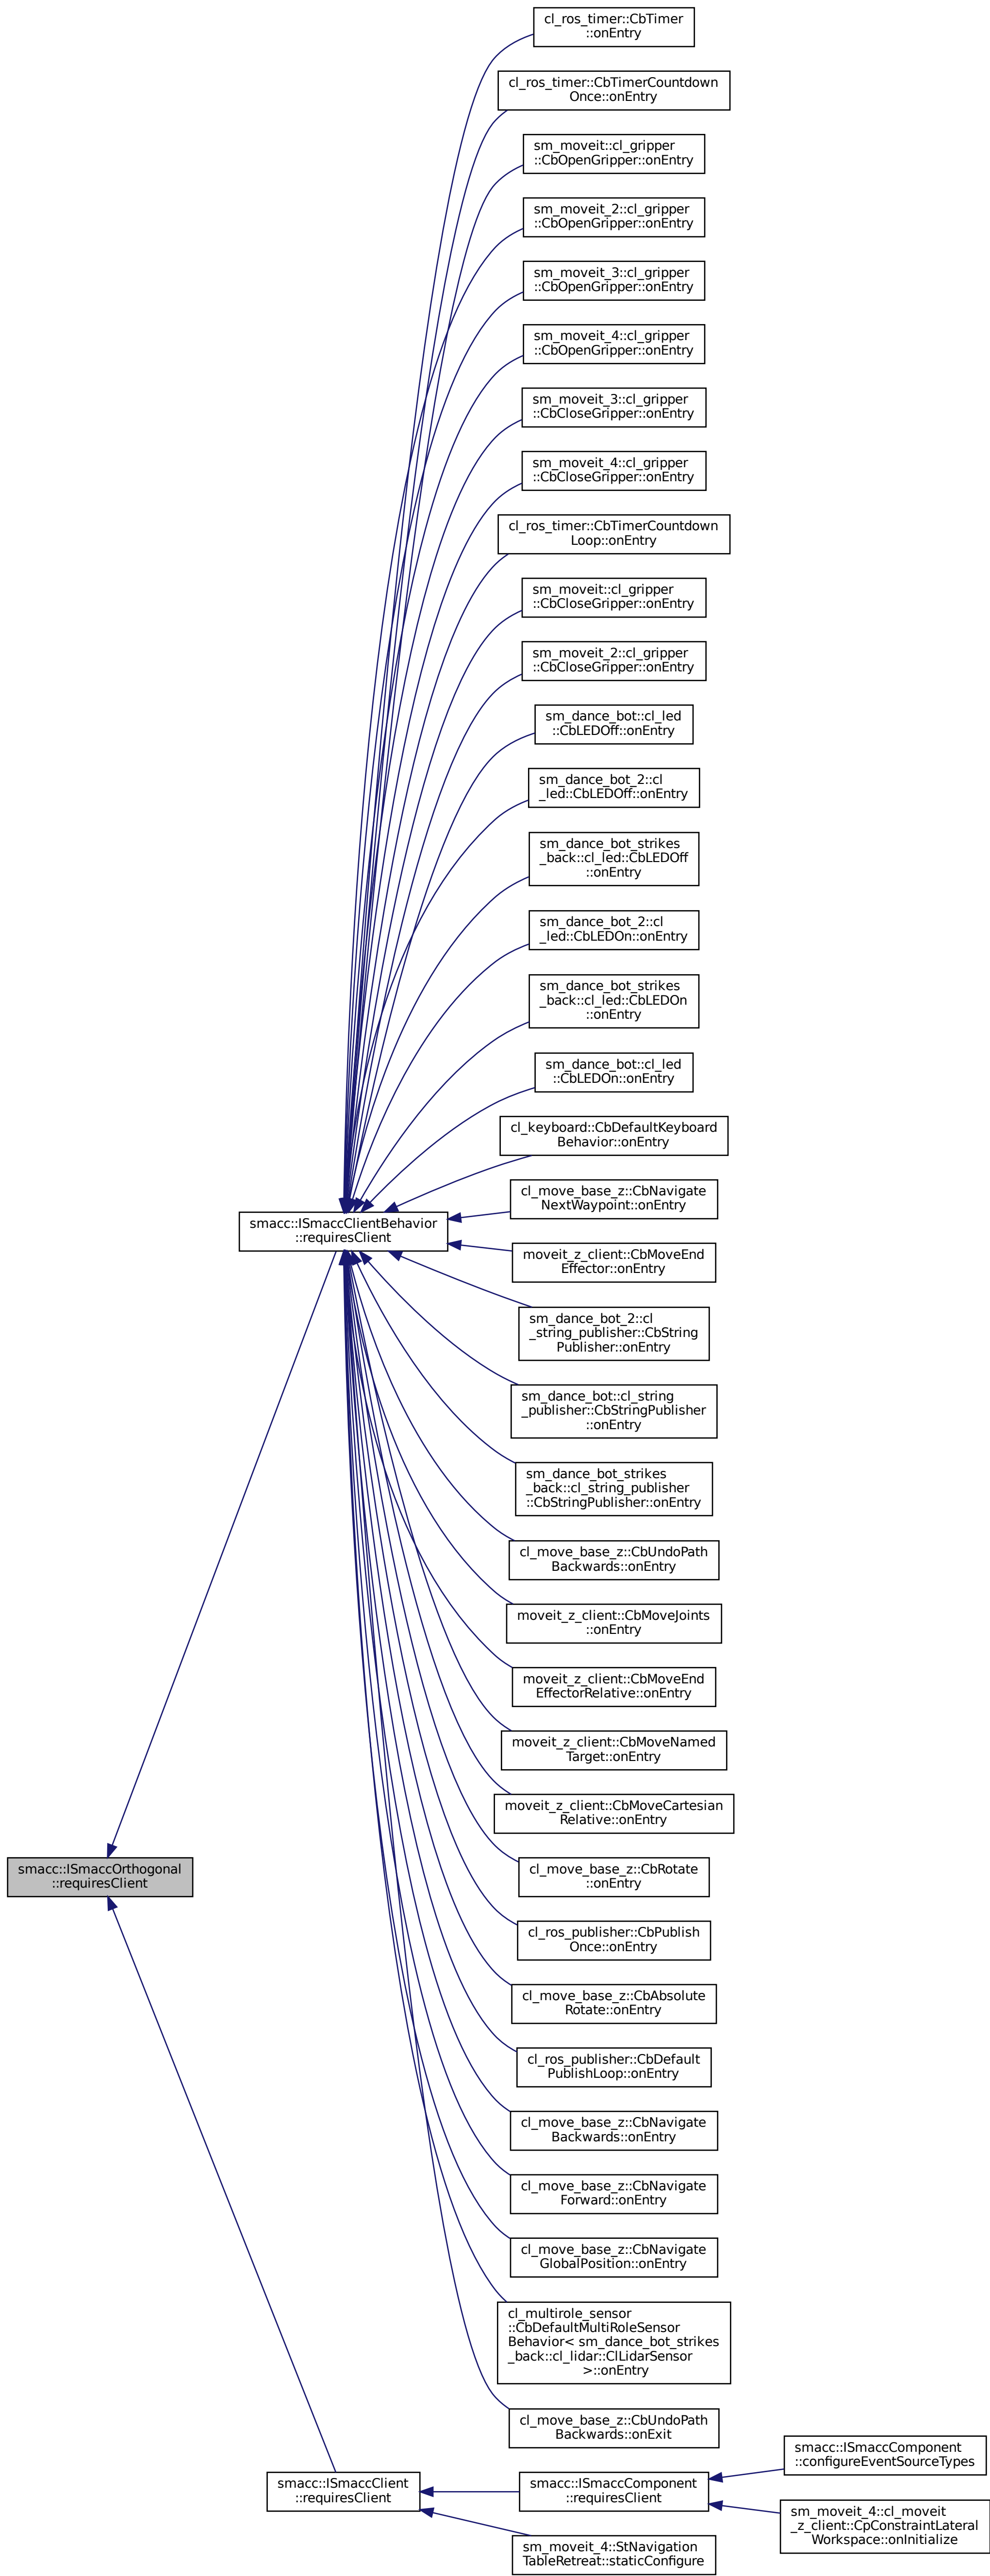 cl_ros_timer::CbTimer
::onEntry
cl_ros_timer::CbTimerCountdown
Once::onEntry
sm_moveit::cl_gripper
::CbOpenGripper::onEntry
sm_moveit_2::cl_gripper
::CbOpenGripper::onEntry
sm_moveit_3::cl_gripper
::CbOpenGripper::onEntry
sm_moveit_4::cl_gripper
::CbOpenGripper::onEntry
sm_moveit_3::cl_gripper
::CbCloseGripper::onEntry
sm_moveit_4::cl_gripper
::CbCloseGripper::onEntry
cl_ros_timer::CbTimerCountdown
Loop::onEntry
sm_moveit::cl_gripper
::CbCloseGripper::onEntry
sm_moveit_2::cl_gripper
::CbCloseGripper::onEntry
sm_dance_bot::cl_led
::CbLEDOff::onEntry
sm_dance_bot_2::cl
_led::CbLEDOff::onEntry
sm_dance_bot_strikes
_back::cl_led::CbLEDOff
::onEntry
sm_dance_bot_2::cl
_led::CbLEDOn::onEntry
sm_dance_bot_strikes
_back::cl_led::CbLEDOn
::onEntry
sm_dance_bot::cl_led
::CbLEDOn::onEntry
cl_keyboard::CbDefaultKeyboard
Behavior::onEntry
cl_move_base_z::CbNavigate
NextWaypoint::onEntry
smacc::ISmaccClientBehavior
::requiresClient
moveit_z_client::CbMoveEnd
Effector::onEntry
sm_dance_bot_2::cl
_string_publisher::CbString
Publisher::onEntry
sm_dance_bot::cl_string
_publisher::CbStringPublisher
::onEntry
sm_dance_bot_strikes
_back::cl_string_publisher
::CbStringPublisher::onEntry
cl_move_base_z::CbUndoPath
Backwards::onEntry
moveit_z_client::CbMoveJoints
::onEntry
moveit_z_client::CbMoveEnd
EffectorRelative::onEntry
moveit_z_client::CbMoveNamed
Target::onEntry
moveit_z_client::CbMoveCartesian
Relative::onEntry
smacc::ISmaccOrthogonal
::requiresClient
cl_move_base_z::CbRotate
::onEntry
cl_ros_publisher::CbPublish
Once::onEntry
cl_move_base_z::CbAbsolute
Rotate::onEntry
cl_ros_publisher::CbDefault
PublishLoop::onEntry
cl_move_base_z::CbNavigate
Backwards::onEntry
cl_move_base_z::CbNavigate
Forward::onEntry
cl_move_base_z::CbNavigate
GlobalPosition::onEntry
cl_multirole_sensor
::CbDefaultMultiRoleSensor
Behavior< sm_dance_bot_strikes
_back::cl_lidar::ClLidarSensor
>::onEntry
cl_move_base_z::CbUndoPath
Backwards::onExit
smacc::ISmaccClient
::requiresClient
smacc::ISmaccComponent
::requiresClient
smacc::ISmaccComponent
::configureEventSourceTypes
sm_moveit_4::cl_moveit
_z_client::CpConstraintLateral
Workspace::onInitialize
sm_moveit_4::StNavigation
TableRetreat::staticConfigure